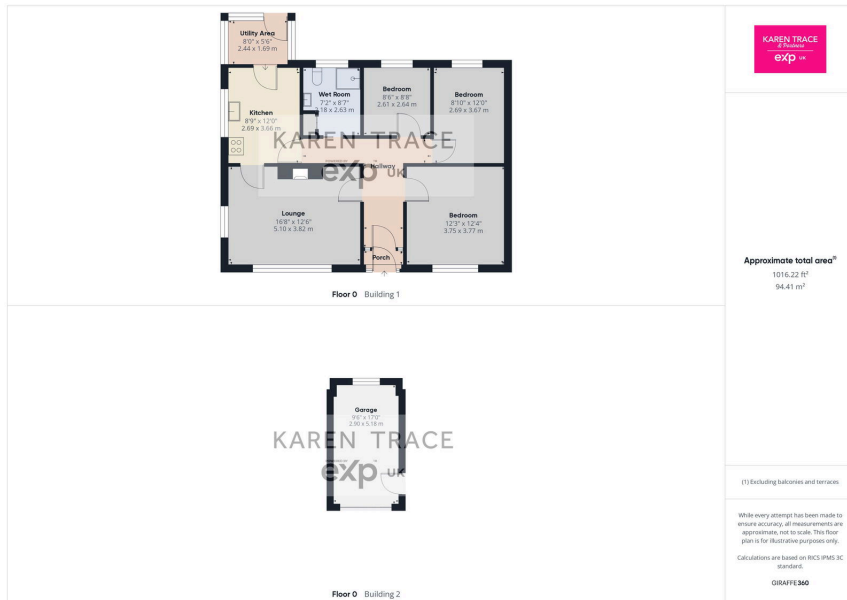 Utility Area
8'0" x 5'6"
2.44 x 1.69 m
Kitchen
8'9" x 12'0"
2.69 x 3.66 m
Wet Room
7'2" x 8'7"
2.18 x 2.63 m
Bedroom
8'6" x 8'8"
2.61 x 2.64 m
Bedroom
8'10" x 12'0"
2.69 x 3.67 m
KAREN TRACE
exp UK
Hallway
Lounge
16'8" x 12'6"
5.10 x 3.82 m
Bedroom
12'3" x 12'4"
3.75 x 3.77 m
Porch
Floor 0 Building 1
Garage
9'6" x 17'0"
2.90 x 5.18 m
KAREN TRACE
exp UK
Floor 0 Building 2
KAREN TRACE
& Partners
exp UK
Approximate total area(1)
1016.22 ft²
94.41 m²
(1) Excluding balconies and terraces
While every attempt has been made to
ensure accuracy, all measurements are
approximate, not to scale. This floor
plan is for illustrative purposes only.
Calculations are based on RICS IPMS 3C
standard.
GIRAFFE360